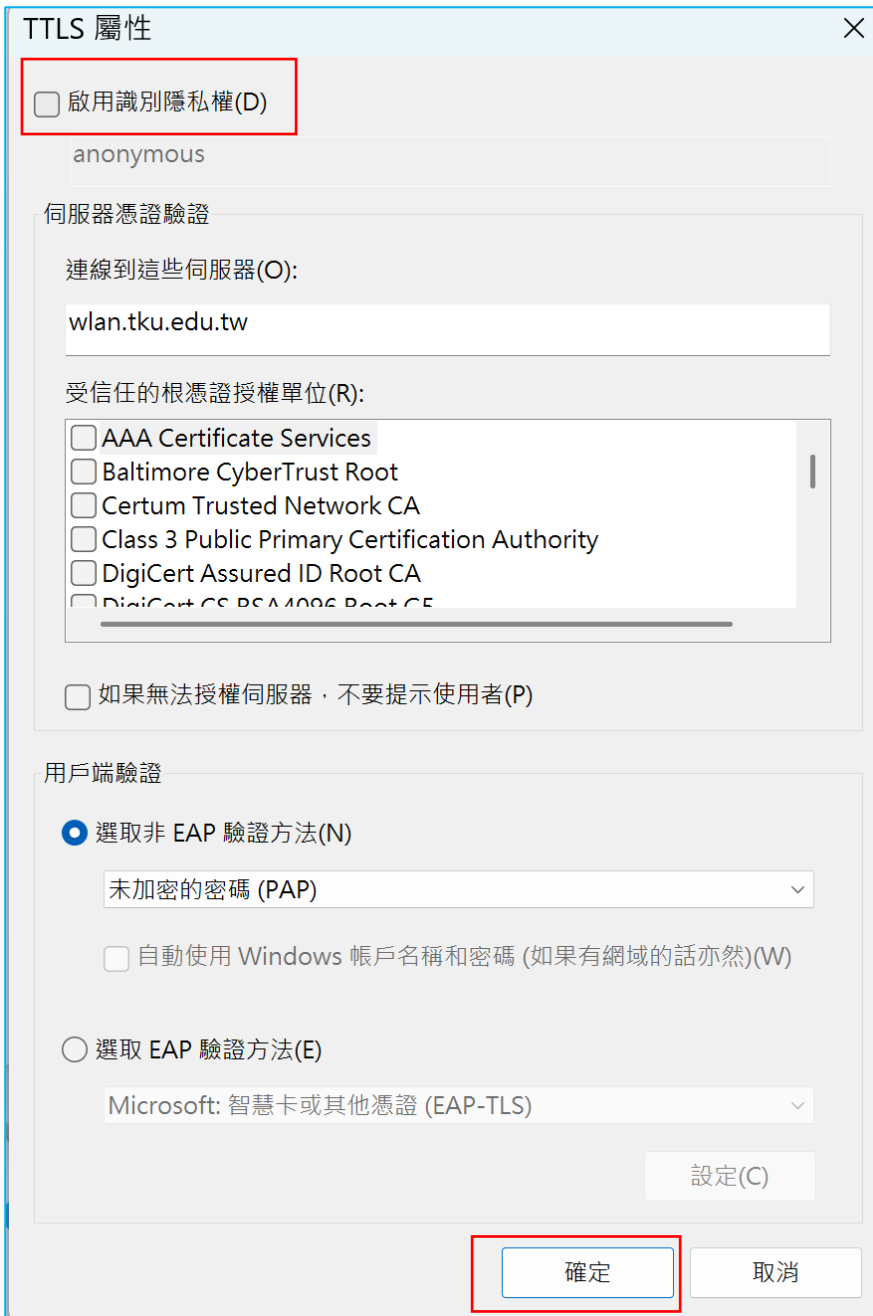 TTLS 屬性
啟用識別隱私權(D)
anonymous
伺服器憑證驗證
連線到這些伺服器(O):
wlan.tku.edu.tw
受信任的根憑證授權單位(R):
AAA Certificate Services
Baltimore CyberTrust Root
Certum Trusted Network CA
Class 3 Public Primary Certification Authority
DigiCert Assured ID Root CA
DigiCert CS RSA4096 Root G5
如果無法授權伺服器，不要提示使用者(P)
用戶端驗證
選取非 EAP 驗證方法(N)
未加密的密碼 (PAP)
自動使用 Windows 帳戶名稱和密碼 (如果有網域的話亦然)(W)
選取 EAP 驗證方法(E)
Microsoft: 智慧卡或其他憑證 (EAP-TLS)
設定(C)
確定
取消